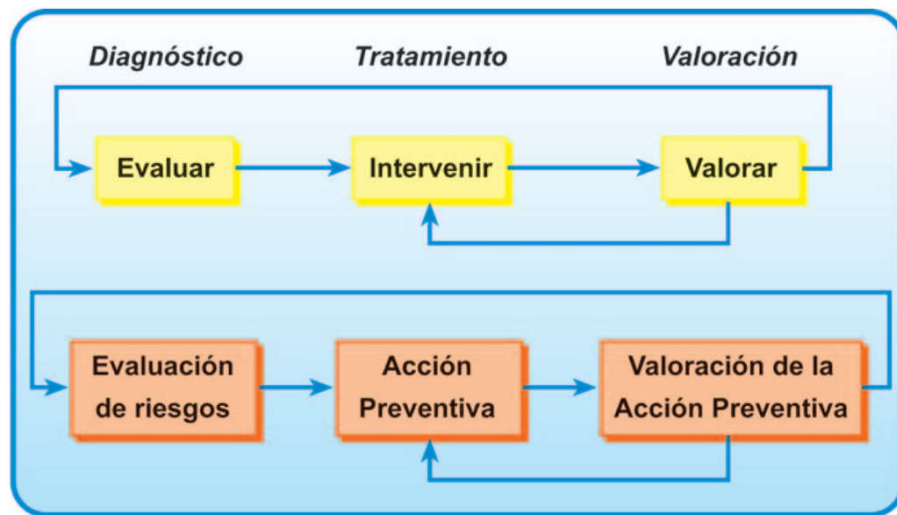 Diagnóstico Tratamiento Valoración
Evaluar Intervenir Valorar
Evaluación de riesgos
Acción Preventiva
Valoración de la Acción Preventiva